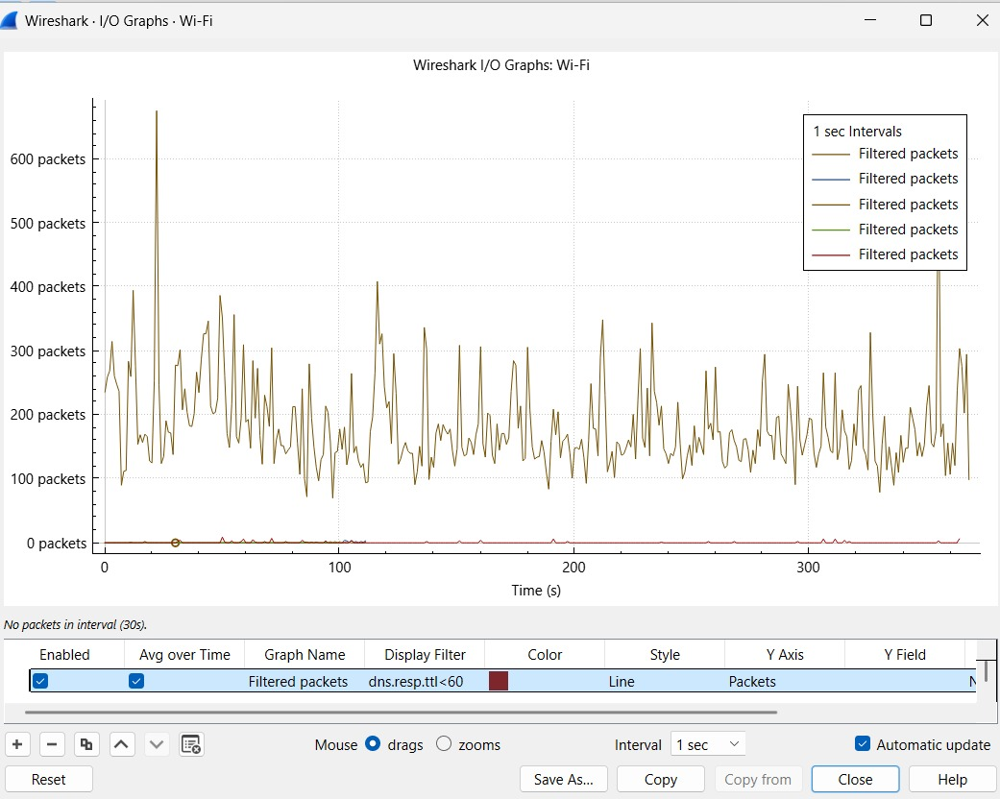 Wireshark · I/O Graphs · Wi-Fi
Wireshark I/O Graphs: Wi-Fi
1 sec Intervals
Filtered packets
Filtered packets
Filtered packets
Filtered packets
Filtered packets
600 packets
500 packets
400 packets
300 packets
200 packets
100 packets
0 packets
0 100 200 300
Time (s)
No packets in interval (30s).
Enabled Avg over Time Graph Name Display Filter Color Style Y Axis Y Field
Filtered packets dns.resp.ttl<60 Line Packets
Mouse drags zooms Interval 1 sec Automatic update
Reset Save As... Copy Copy from Close Help